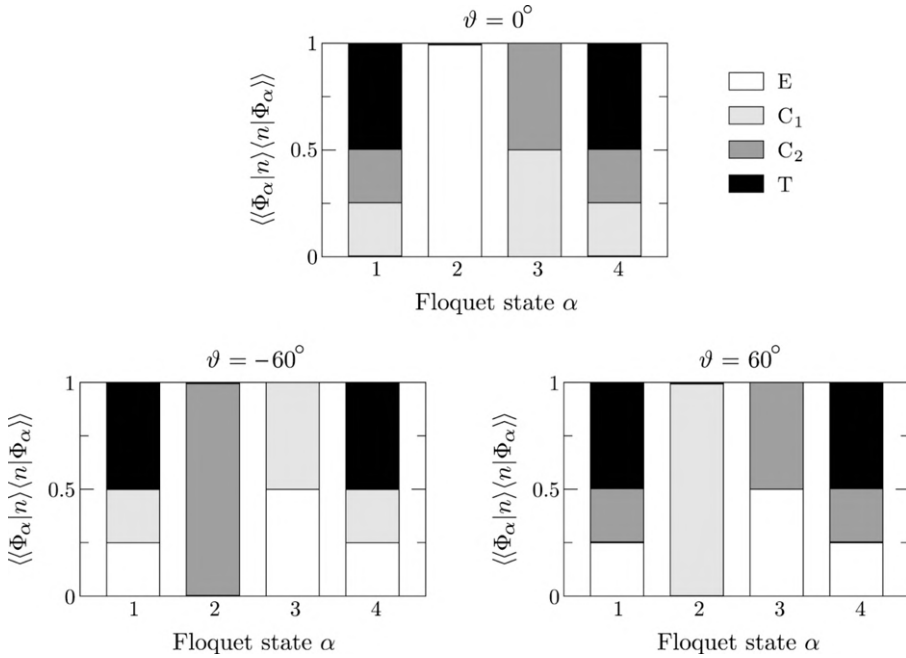 ϑ = 0°
⟨⟨Φα|n⟩⟨n|Φα⟩⟩
1
0.5
0
1 2 3 4
Floquet state α
E
C₁
C₂
T
ϑ = −60°
⟨⟨Φα|n⟩⟨n|Φα⟩⟩
1
0.5
0
1 2 3 4
Floquet state α
ϑ = 60°
⟨⟨Φα|n⟩⟨n|Φα⟩⟩
1
0.5
0
1 2 3 4
Floquet state α